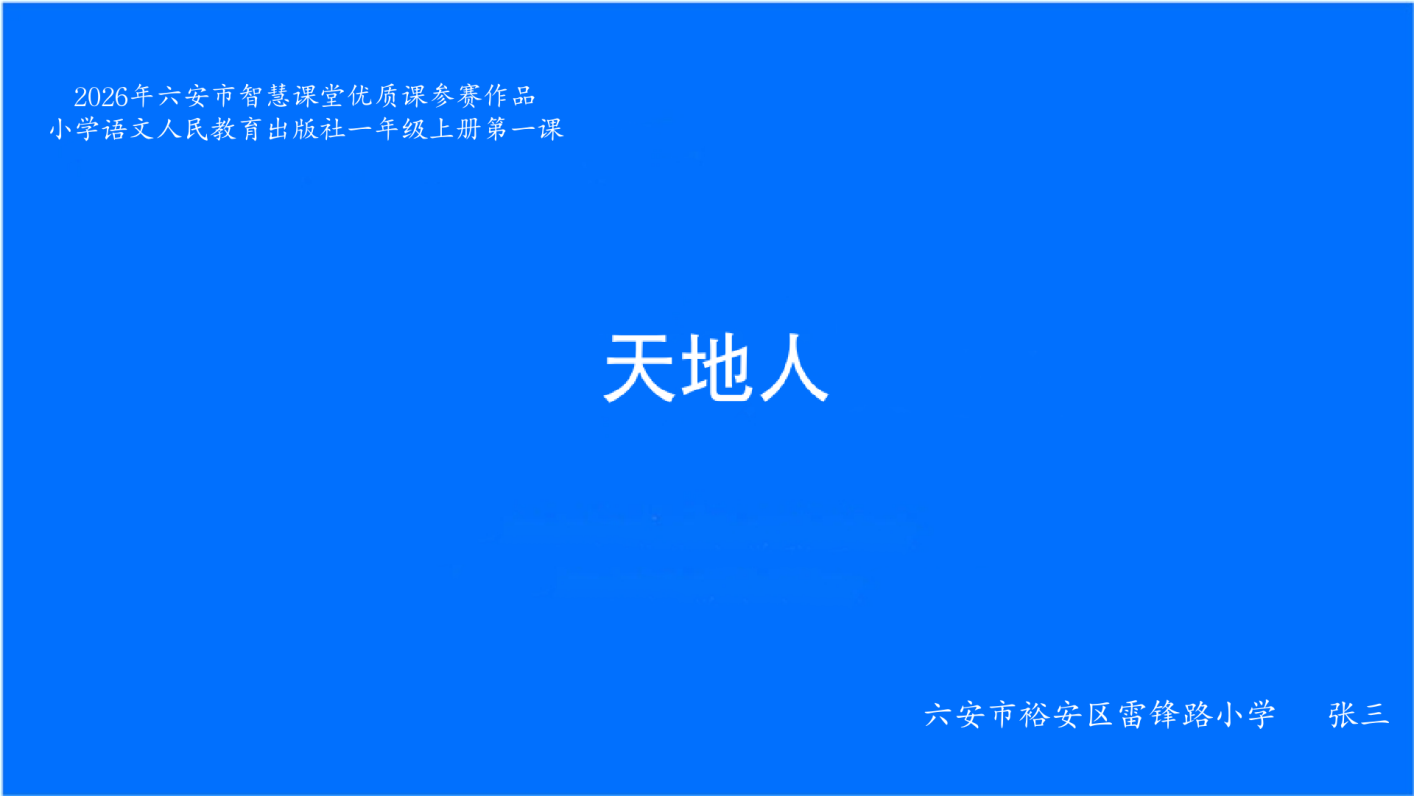 2026年六安市智慧课堂优质课参赛作品
小学语文人民教育出版社一年级上册第一课
天地人
六安市裕安区雷锋路小学 张三